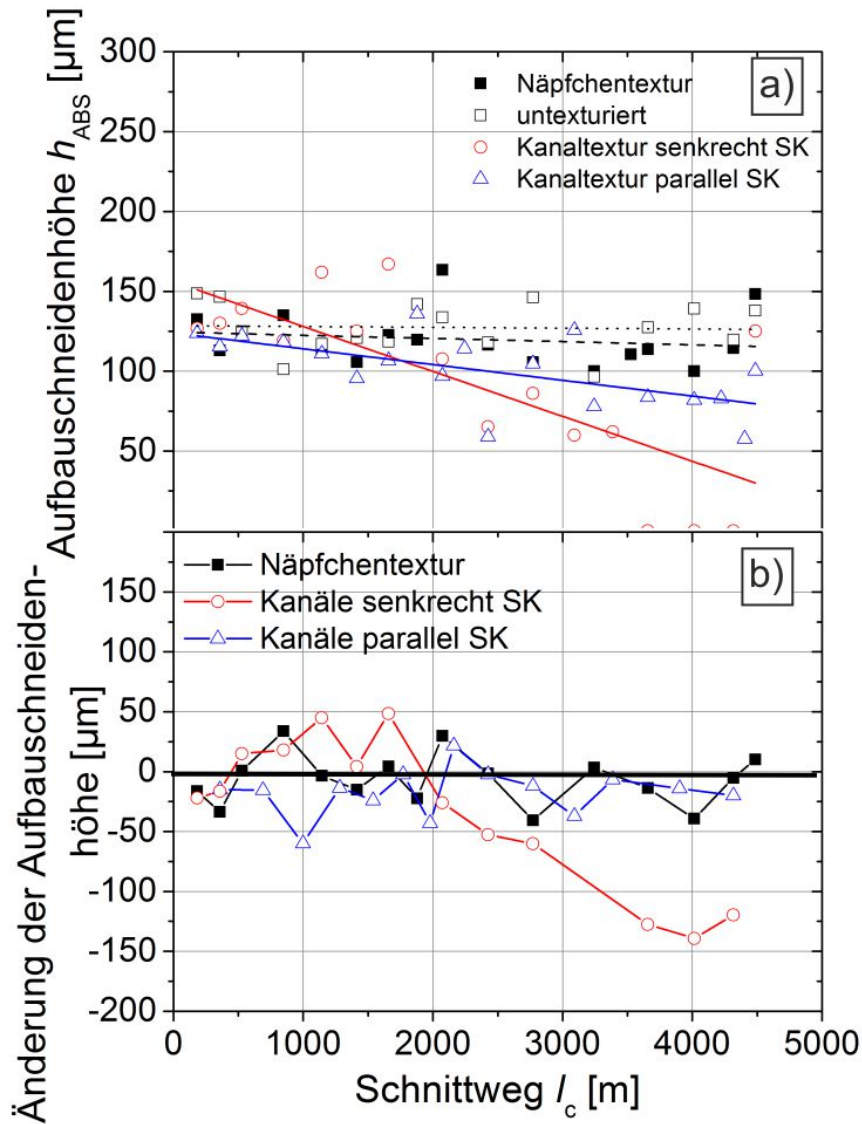 Aufbauschneidenhöhe h_ABS [µm]
300
250
200
150
100
50
a)
Näpfchentextur
untexturiert
Kanaltextur senkrecht SK
Kanaltextur parallel SK
Änderung der Aufbauschneiden-
höhe [µm]
150
100
50
0
-50
-100
-150
-200
b)
Näpfchentextur
Kanäle senkrecht SK
Kanäle parallel SK
0 1000 2000 3000 4000 5000
Schnittweg l_c [m]